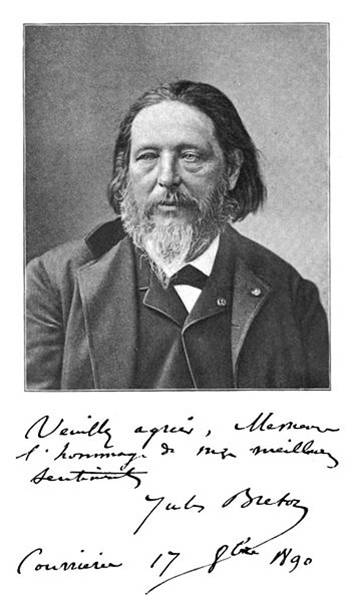 Veuillez agréer, Monsieur
l'hommage de mes meilleurs
sentiments
Jules Breton
Courrières 17 9bre 1890